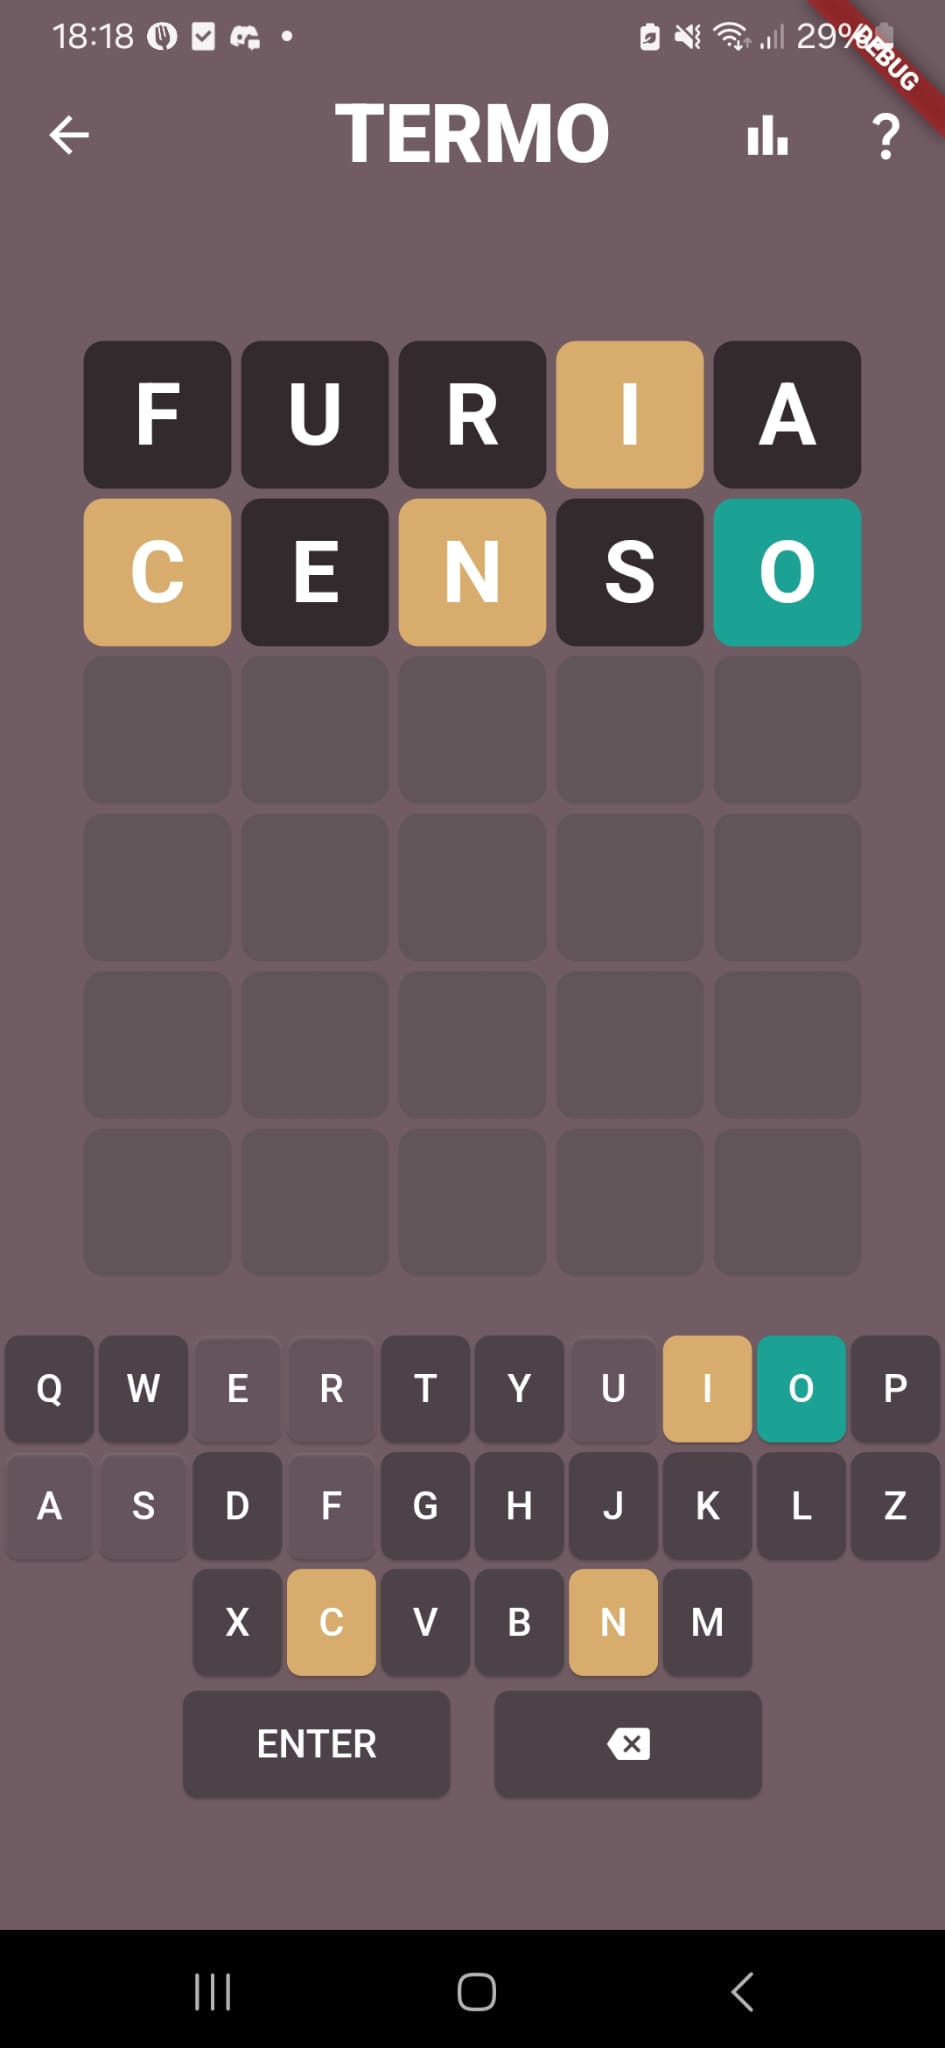 18:18 29%
DEBUG
TERMO ?
F U R I A
C E N S O
Q W E R T Y U I O P
A S D F G H J K L Z
X C V B N M
ENTER